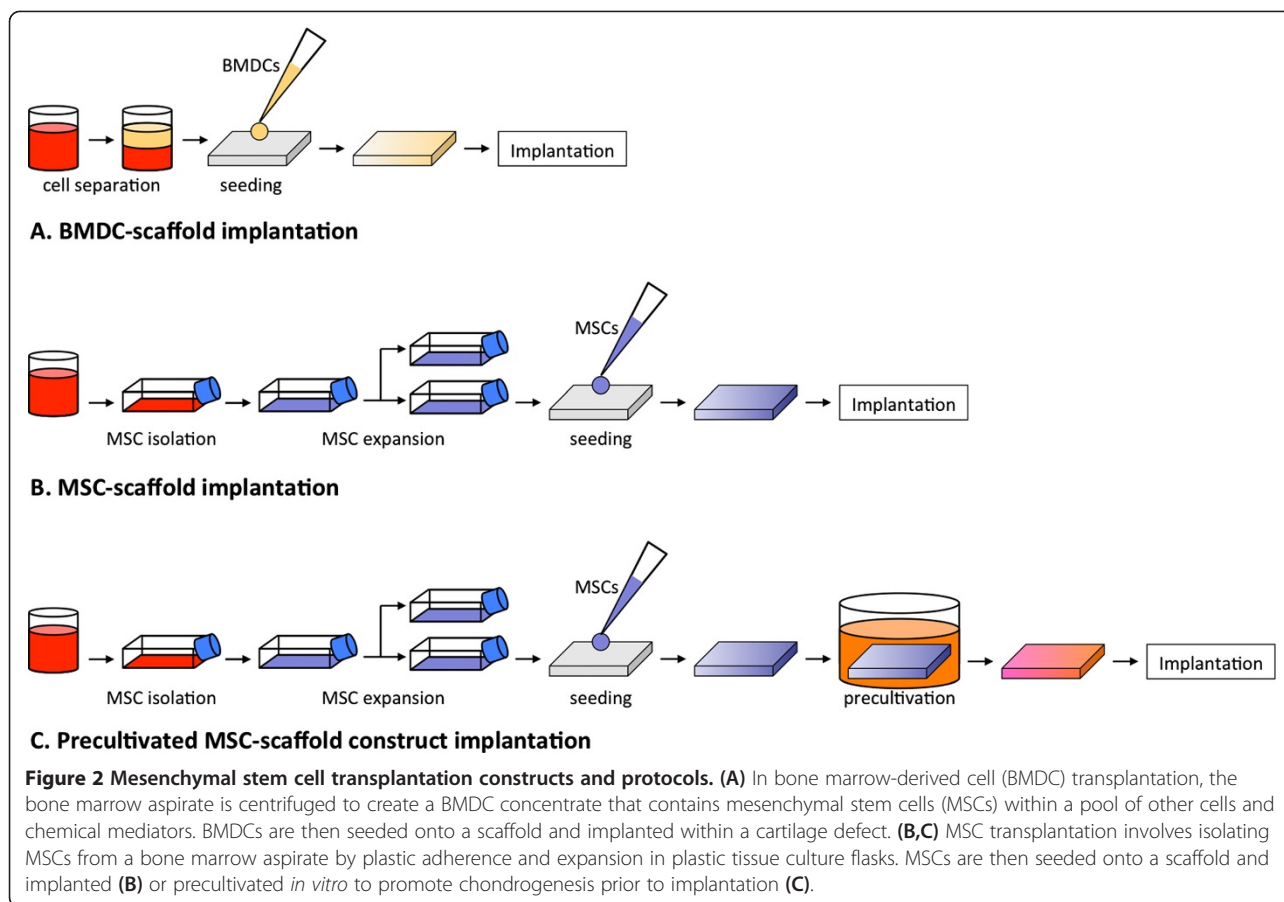 BMDCs
Implantation
cell separation seeding
A. BMDC-scaffold implantation
MSCs
Implantation
MSC isolation MSC expansion seeding
B. MSC-scaffold implantation
MSCs
Implantation
MSC isolation MSC expansion seeding precultivation
C. Precultivated MSC-scaffold construct implantation
Figure 2 Mesenchymal stem cell transplantation constructs and protocols. (A) In bone marrow-derived cell (BMDC) transplantation, the
bone marrow aspirate is centrifuged to create a BMDC concentrate that contains mesenchymal stem cells (MSCs) within a pool of other cells and
chemical mediators. BMDCs are then seeded onto a scaffold and implanted within a cartilage defect. (B,C) MSC transplantation involves isolating
MSCs from a bone marrow aspirate by plastic adherence and expansion in plastic tissue culture flasks. MSCs are then seeded onto a scaffold and
implanted (B) or precultivated in vitro to promote chondrogenesis prior to implantation (C).